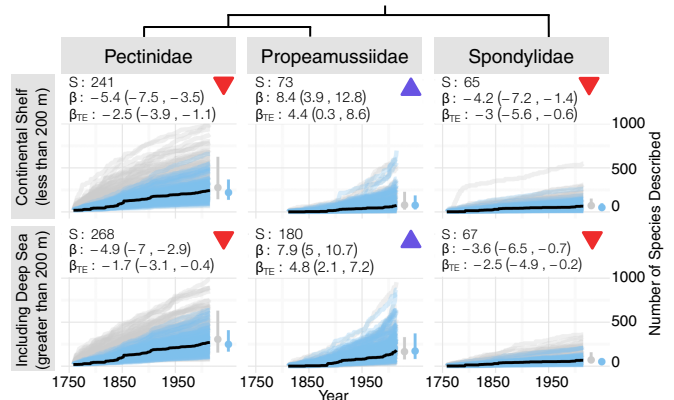 Pectinidae
Propeamussiidae
Spondylidae
Continental Shelf
(less than 200 m)
S : 241
β : −5.4 (−7.5 , −3.5)
βTE : −2.5 (−3.9 , −1.1)
S : 73
β : 8.4 (3.9 , 12.8)
βTE : 4.4 (0.3 , 8.6)
S : 65
β : −4.2 (−7.2 , −1.4)
βTE : −3 (−5.6 , −0.6)
1000
500
0
Including Deep Sea
(greater than 200 m)
S : 268
β : −4.9 (−7 , −2.9)
βTE : −1.7 (−3.1 , −0.4)
S : 180
β : 7.9 (5 , 10.7)
βTE : 4.8 (2.1 , 7.2)
S : 67
β : −3.6 (−6.5 , −0.7)
βTE : −2.5 (−4.9 , −0.2)
1000
500
0
Number of Species Described
1750 1850 1950 1750 1850 1950 1750 1850 1950
Year